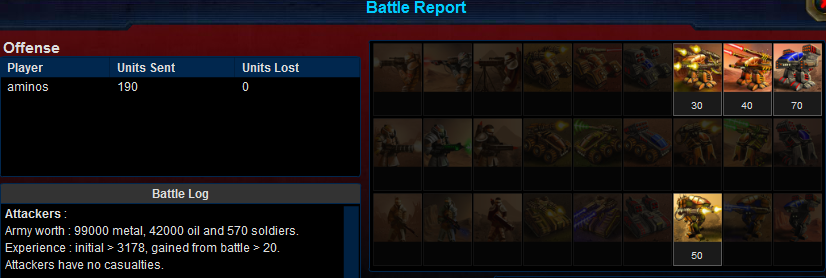 Battle Report
Offense
Player Units Sent Units Lost
aminos 190 0
30 40 70
50
Battle Log
Attackers :
Army worth : 99000 metal, 42000 oil and 570 soldiers.
Experience : initial > 3178, gained from battle > 20.
Attackers have no casualties.